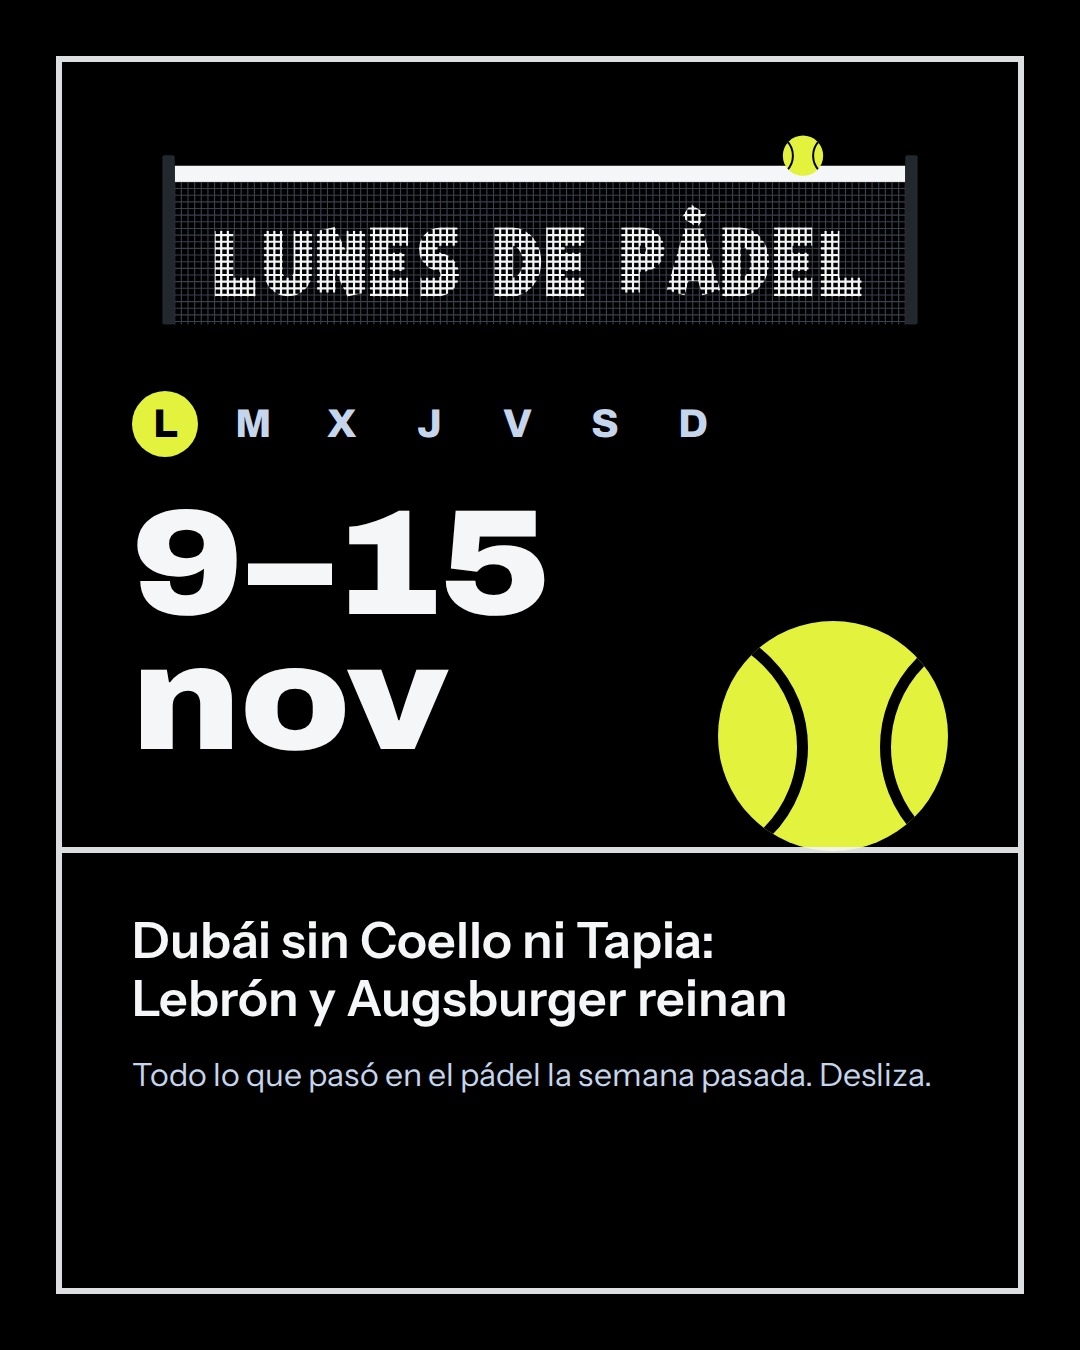 LUNES DE PÅDEL
L M X J V S D
9–15
nov
Dubái sin Coello ni Tapia:
Lebrón y Augsburger reinan
Todo lo que pasó en el pádel la semana pasada. Desliza.